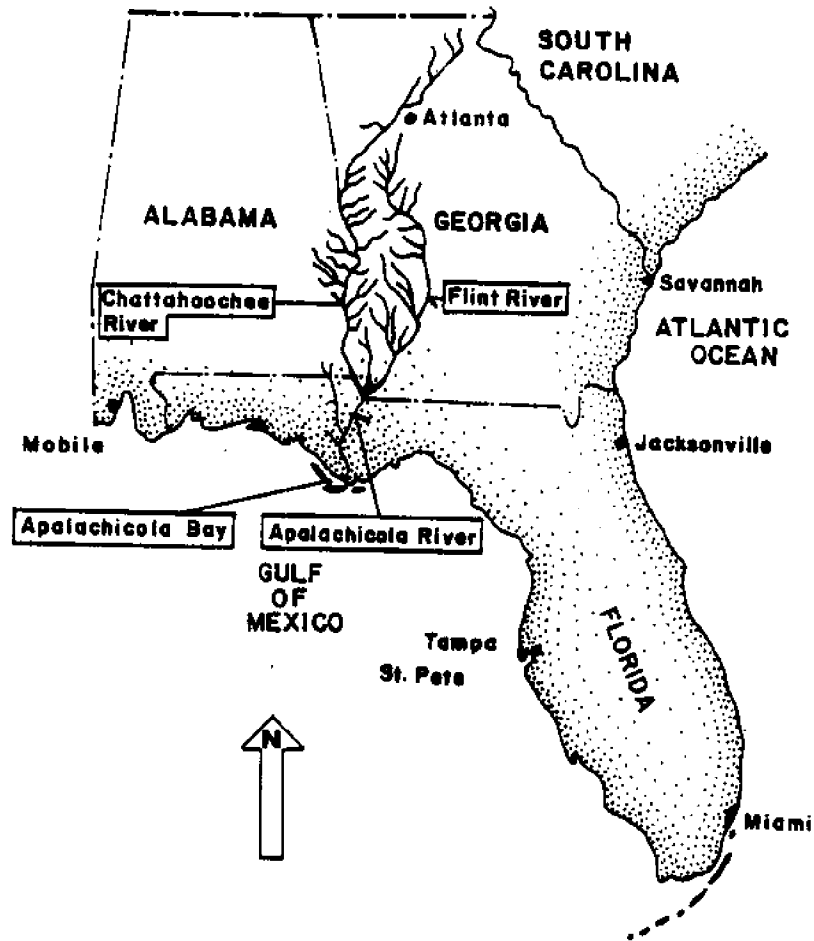 SOUTH
CAROLINA
Atlanta
ALABAMA
GEORGIA
Chattahoochee
River
Flint River
Savannah
ATLANTIC
OCEAN
Mobile
Jacksonville
Apalachicola Bay
Apalachicola River
GULF
OF
MEXICO
Tampa
St. Pete
FLORIDA
N
Miami